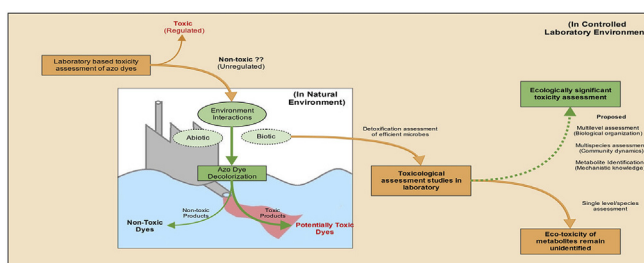 Toxic
(Regulated)
(In Controlled
Laboratory Environmen
Laboratory based toxicity
assessment of azo dyes
Non-toxic ??
(Unregulated)
(In Natural
Environment)
Environment
Interactions
Abiotic
Biotic
Azo Dye
Decolorization
Non-toxic
Products
Toxic
Products
Non-Toxic
Dyes
Potentially Toxic
Dyes
Detoxification assessment
of efficient microbes
Toxicological
assessment studies in
laboratory
Ecologically significant
toxicity assessment
Proposed
Multilevel assessment
(Biological organization)
Multispecies assessment
(Community dynamics)
Metabolite Identification
(Mechanistic knowledge)
Single level/species
assessment
Eco-toxicity of
metabolites remain
unidentified